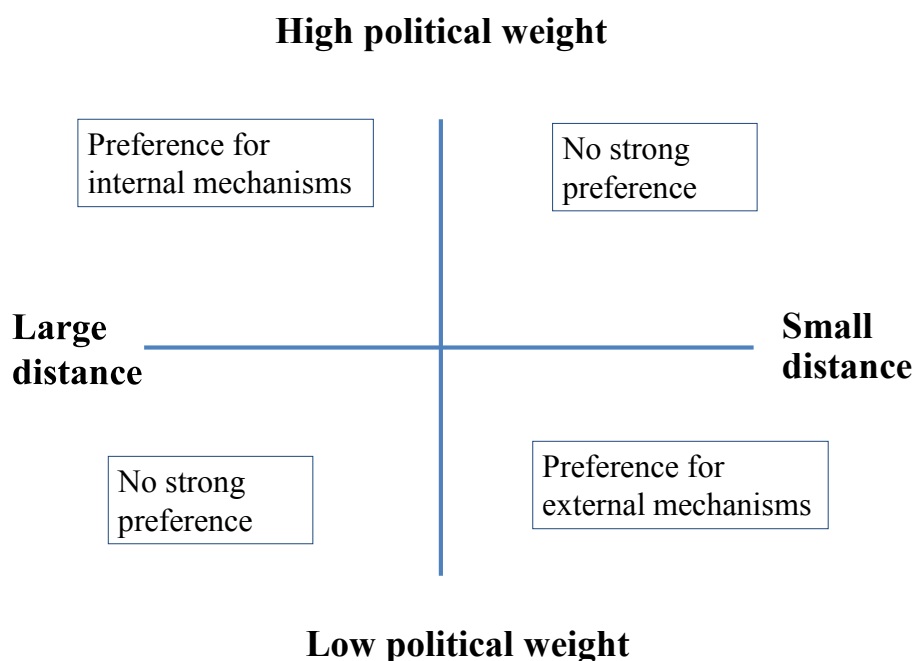 High political weight
Preference for
internal mechanisms
No strong
preference
Large
distance
Small
distance
No strong
preference
Preference for
external mechanisms
Low political weight